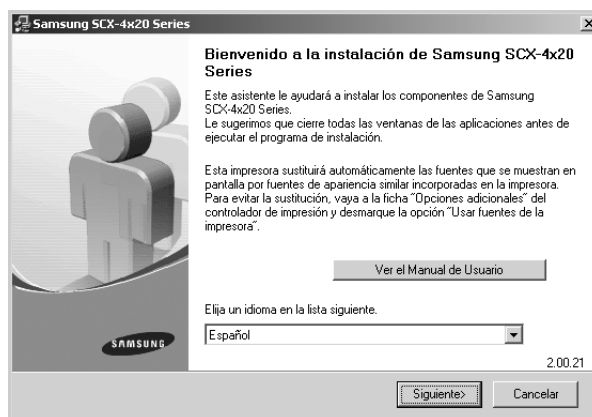 Samsung SCX-4x20 Series
Bienvenido a la instalación de Samsung SCX-4x20
Series
Este asistente le ayudará a instalar los componentes de Samsung
SCX-4x20 Series.
Le sugerimos que cierre todas las ventanas de las aplicaciones antes de
ejecutar el programa de instalación.
Esta impresora sustituirá automáticamente las fuentes que se muestran en
pantalla por fuentes de apariencia similar incorporadas en la impresora.
Para evitar la sustitución, vaya a la ficha "Opciones adicionales" del
controlador de impresión y desmarque la opción "Usar fuentes de la
impresora".
Ver el Manual de Usuario
Elija un idioma en la lista siguiente.
Español
SAMSUNG
2.00.21
Siguiente>
Cancelar